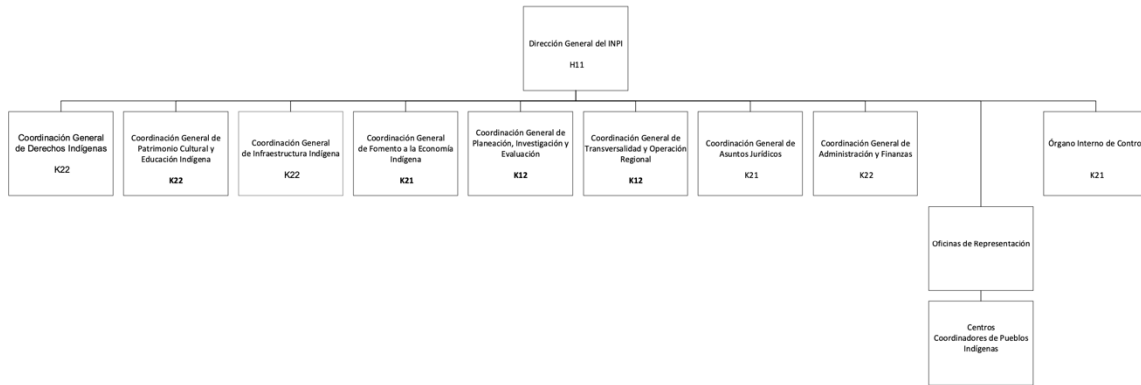 Dirección General del INPI
H11
Coordinación General
de Derechos Indígenas
K22
Coordinación General de
Patrimonio Cultural y
Educación Indígena
K22
Coordinación General
de Infraestructura Indígena
K22
Coordinación General
de Fomento a la Economía
Indígena
K21
Coordinación General de
Planeación, Investigación y
Evaluación
K12
Coordinación General de
Transversalidad y Operación
Regional
K12
Coordinación General de
Asuntos Jurídicos
K21
Coordinación General de
Administración y Finanzas
K22
Órgano Interno de Contro
K21
Oficinas de Representación
Centros
Coordinadores de Pueblos
Indígenas